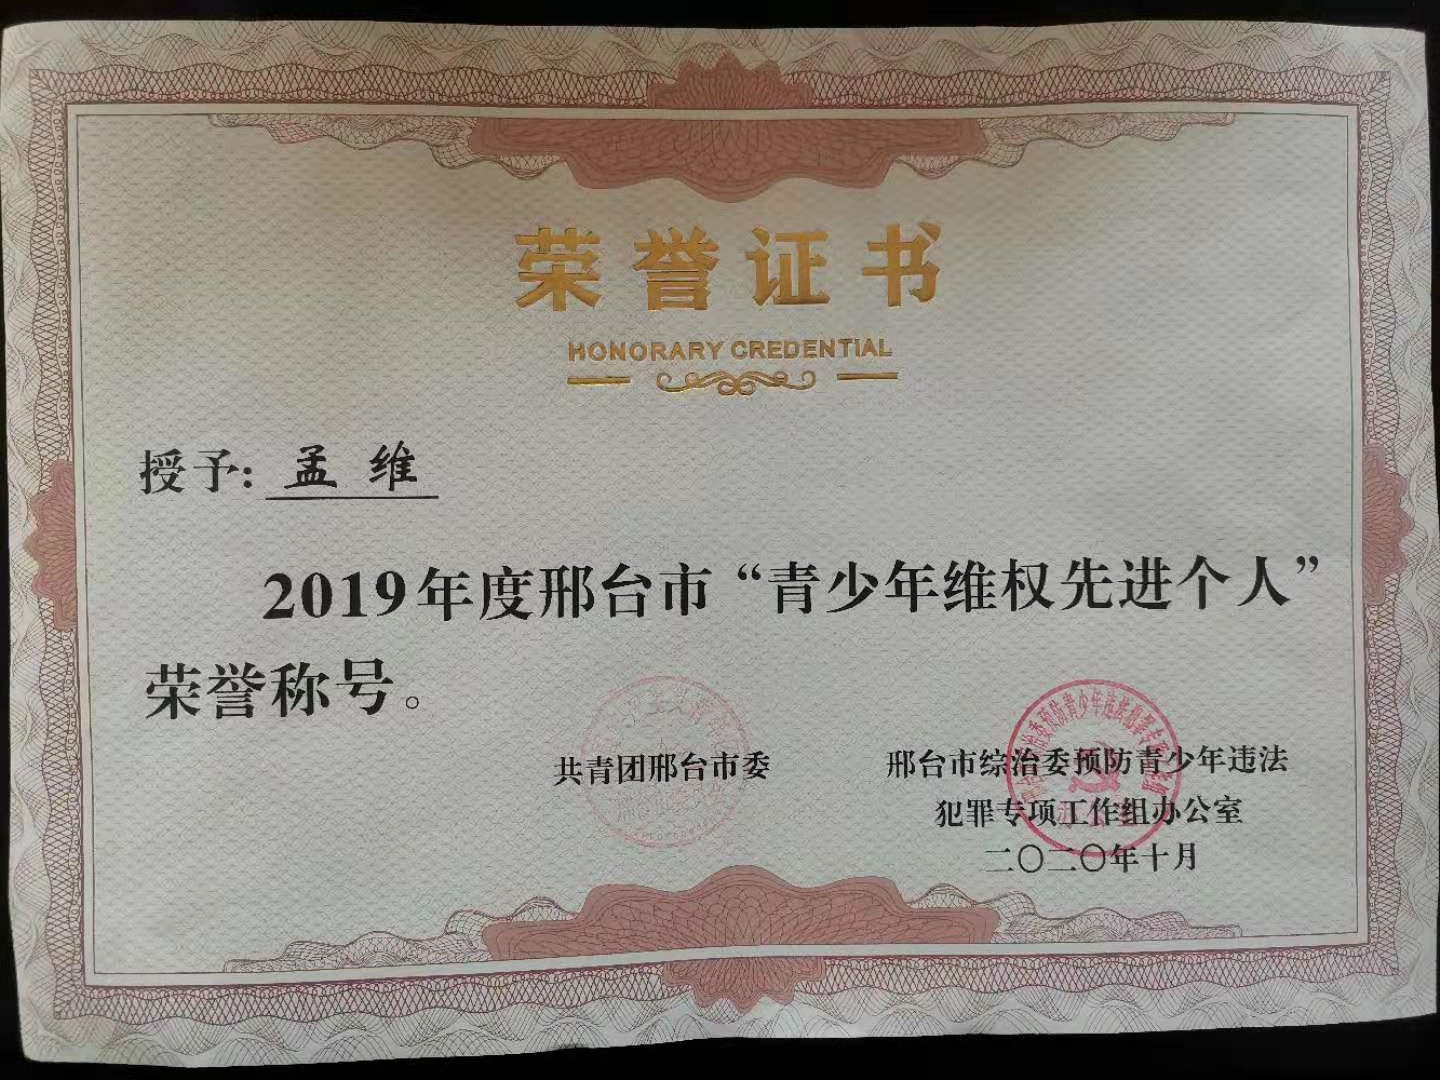 荣誉证书
HONORARY CREDENTIAL
授予：孟 维
2019年度邢台市“青少年维权先进个人”
荣誉称号。
共青团邢台市委
邢台市综治委预防青少年违法
犯罪专项工作组办公室
二〇二〇年十月